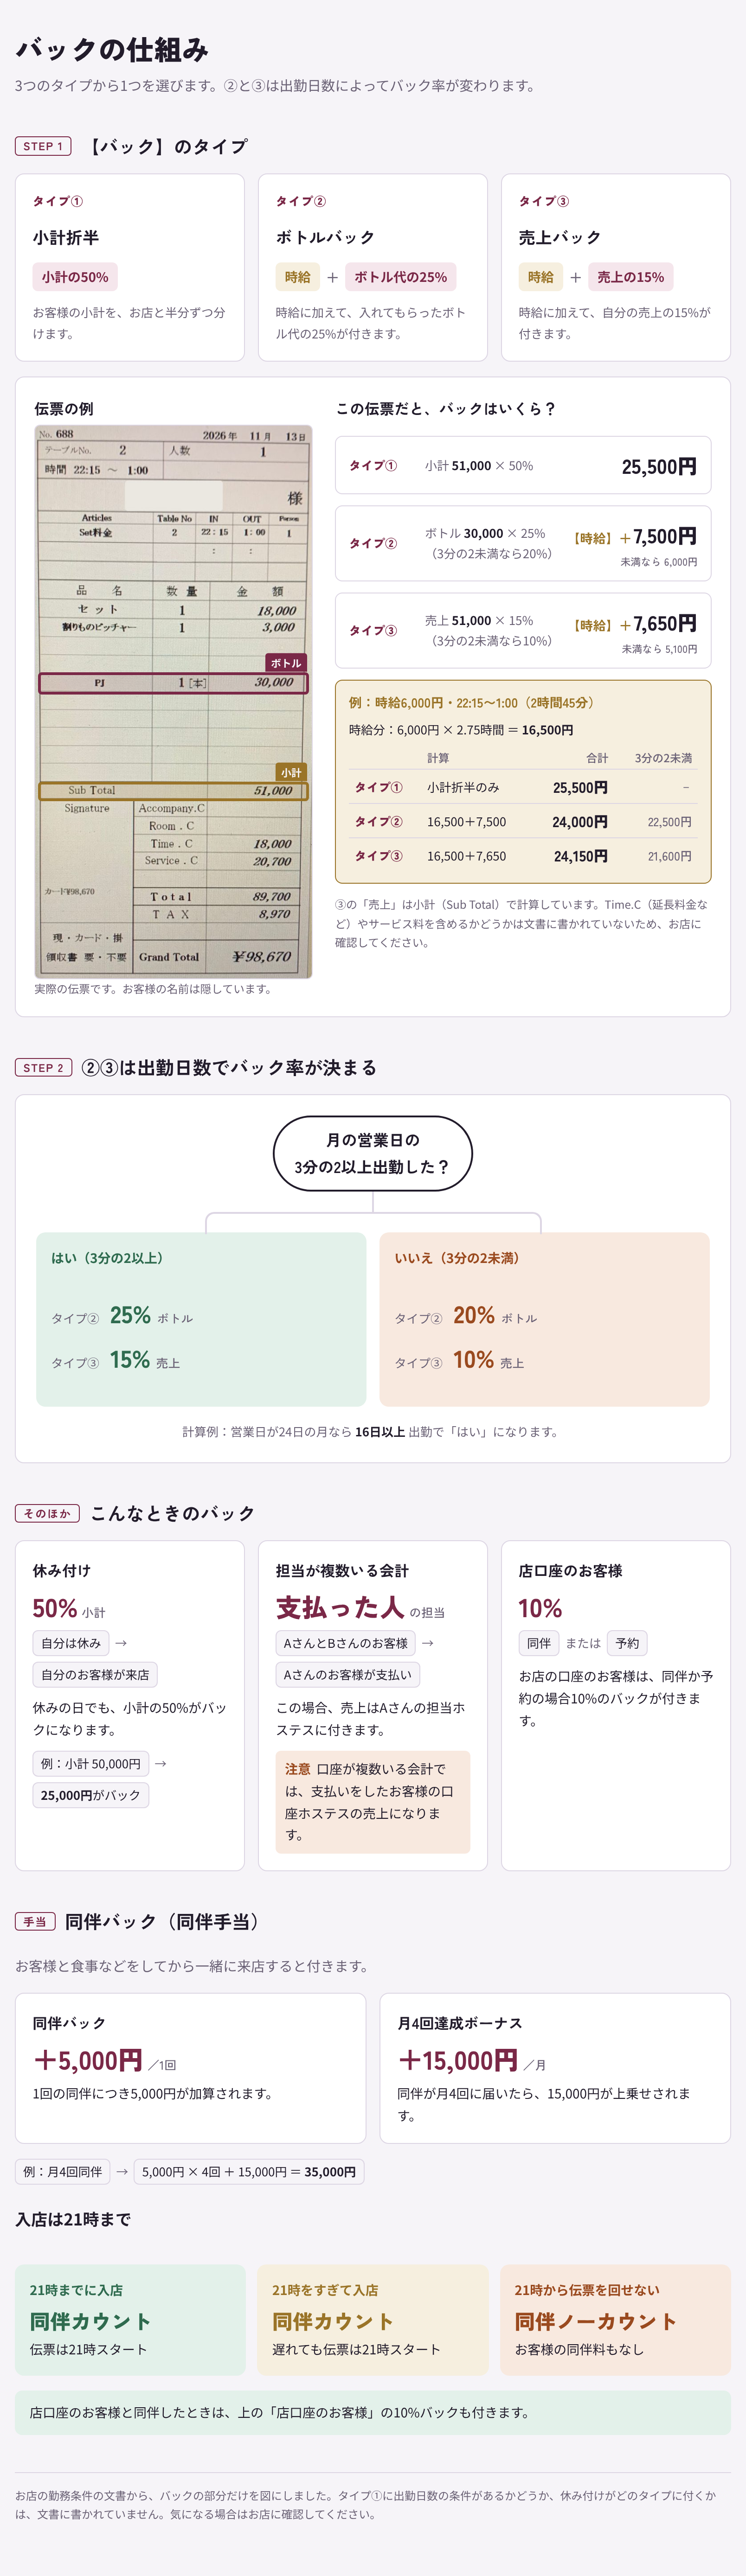 バックの仕組み
3つのタイプから1つを選びます。②と③は出勤日数によってバック率が変わります。
STEP 1 【バック】のタイプ
タイプ①
小計折半
小計の50%
お客様の小計を、お店と半分ずつ分
けます。
タイプ②
ボトルバック
時給 + ボトル代の25%
時給に加えて、入れてもらったボト
ル代の25%が付きます。
タイプ③
売上バック
時給 + 売上の15%
時給に加えて、自分の売上の15%が
付きます。
伝票の例
No. 688 2026年 11月 13日
テーブルNo. 2 人数 1
時間 22:15 〜 1:00
様
Articles Table No IN OUT Person
Set料金 2 22:15 1:00 1
: :
品 名 数量 金 額
セット 1 18,000
割りものピッチャー 1 3,000
ボトル
PJ 1 [本] 30,000
小計
Sub Total 51,000
Signature Accompany.C
Room . C
Time . C 18,000
Service . C 20,700
カード¥98,670
Total 89,700
TAX 8,970
現・カード・掛
領収書 要・不要 Grand Total ¥98,670
実際の伝票です。お客様の名前は隠しています。
この伝票だと、バックはいくら？
タイプ① 小計 51,000 × 50% 25,500円
タイプ② ボトル 30,000 × 25% 【時給】+7,500円
（3分の2未満なら20%） 未満なら 6,000円
タイプ③ 売上 51,000 × 15% 【時給】+7,650円
（3分の2未満なら10%） 未満なら 5,100円
例：時給6,000円・22:15〜1:00（2時間45分）
時給分：6,000円 × 2.75時間 ＝ 16,500円
計算 合計 3分の2未満
タイプ① 小計折半のみ 25,500円 –
タイプ② 16,500＋7,500 24,000円 22,500円
タイプ③ 16,500＋7,650 24,150円 21,600円
③の「売上」は小計（Sub Total）で計算しています。Time.C（延長料金な
ど）やサービス料を含めるかどうかは文書に書かれていないため、お店に
確認してください。
STEP 2 ②③は出勤日数でバック率が決まる
月の営業日の
3分の2以上出勤した？
はい（3分の2以上）
タイプ② 25% ボトル
タイプ③ 15% 売上
いいえ（3分の2未満）
タイプ② 20% ボトル
タイプ③ 10% 売上
計算例：営業日が24日の月なら 16日以上 出勤で「はい」になります。
そのほか こんなときのバック
休み付け
50% 小計
自分は休み →
自分のお客様が来店
休みの日でも、小計の50%がバッ
クになります。
例：小計 50,000円 →
25,000円がバック
担当が複数いる会計
支払った人 の担当
AさんとBさんのお客様 →
Aさんのお客様が支払い
この場合、売上はAさんの担当ホ
ステスに付きます。
注意 口座が複数いる会計で
は、支払いをしたお客様の口
座ホステスの売上になりま
す。
店口座のお客様
10%
同伴 または 予約
お店の口座のお客様は、同伴か予
約の場合10%のバックが付きま
す。
手当 同伴バック（同伴手当）
お客様と食事などをしてから一緒に来店すると付きます。
同伴バック
＋5,000円 ／1回
1回の同伴につき5,000円が加算されます。
月4回達成ボーナス
＋15,000円 ／月
同伴が月4回に届いたら、15,000円が上乗せされま
す。
例：月4回同伴 → 5,000円 × 4回 ＋ 15,000円 ＝ 35,000円
入店は21時まで
21時までに入店
同伴カウント
伝票は21時スタート
21時をすぎて入店
同伴カウント
遅れても伝票は21時スタート
21時から伝票を回せない
同伴ノーカウント
お客様の同伴料もなし
店口座のお客様と同伴したときは、上の「店口座のお客様」の10%バックも付きます。
お店の勤務条件の文書から、バックの部分だけを図にしました。タイプ①に出勤日数の条件があるかどうか、休み付けがどのタイプに付くか
は、文書に書かれていません。気になる場合はお店に確認してください。